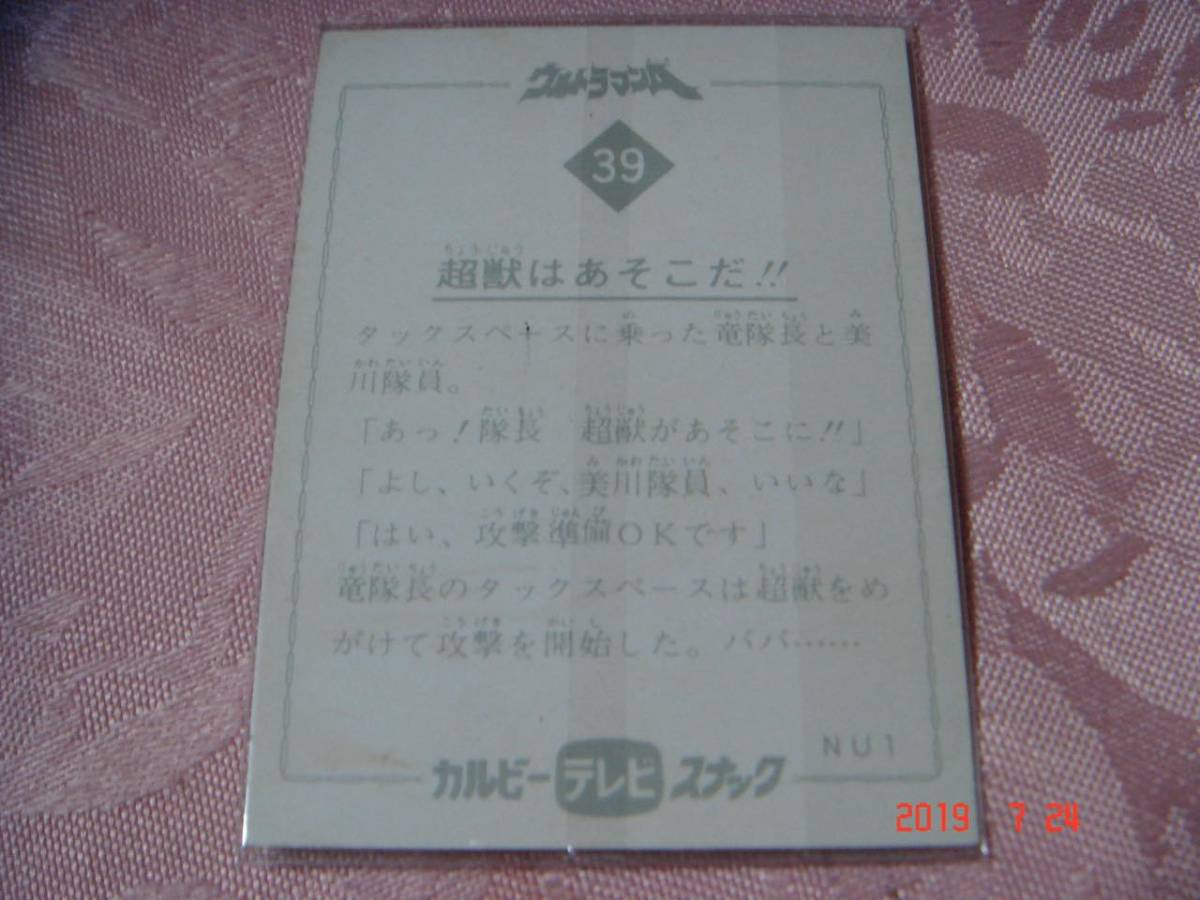 ウルトラマンA
39
超獣はあそこだ!!
タックスペースに乗った竜隊長と美
川隊員。
「あっ!隊長　超獣があそこに!!」
「よし、いくぞ、美川隊員、いいな」
「はい、攻撃準備OKです」
竜隊長のタックスペースは超獣をめ
がけて攻撃を開始した。ババ……
NU1
カルビーテレビスナック
2019 7 24